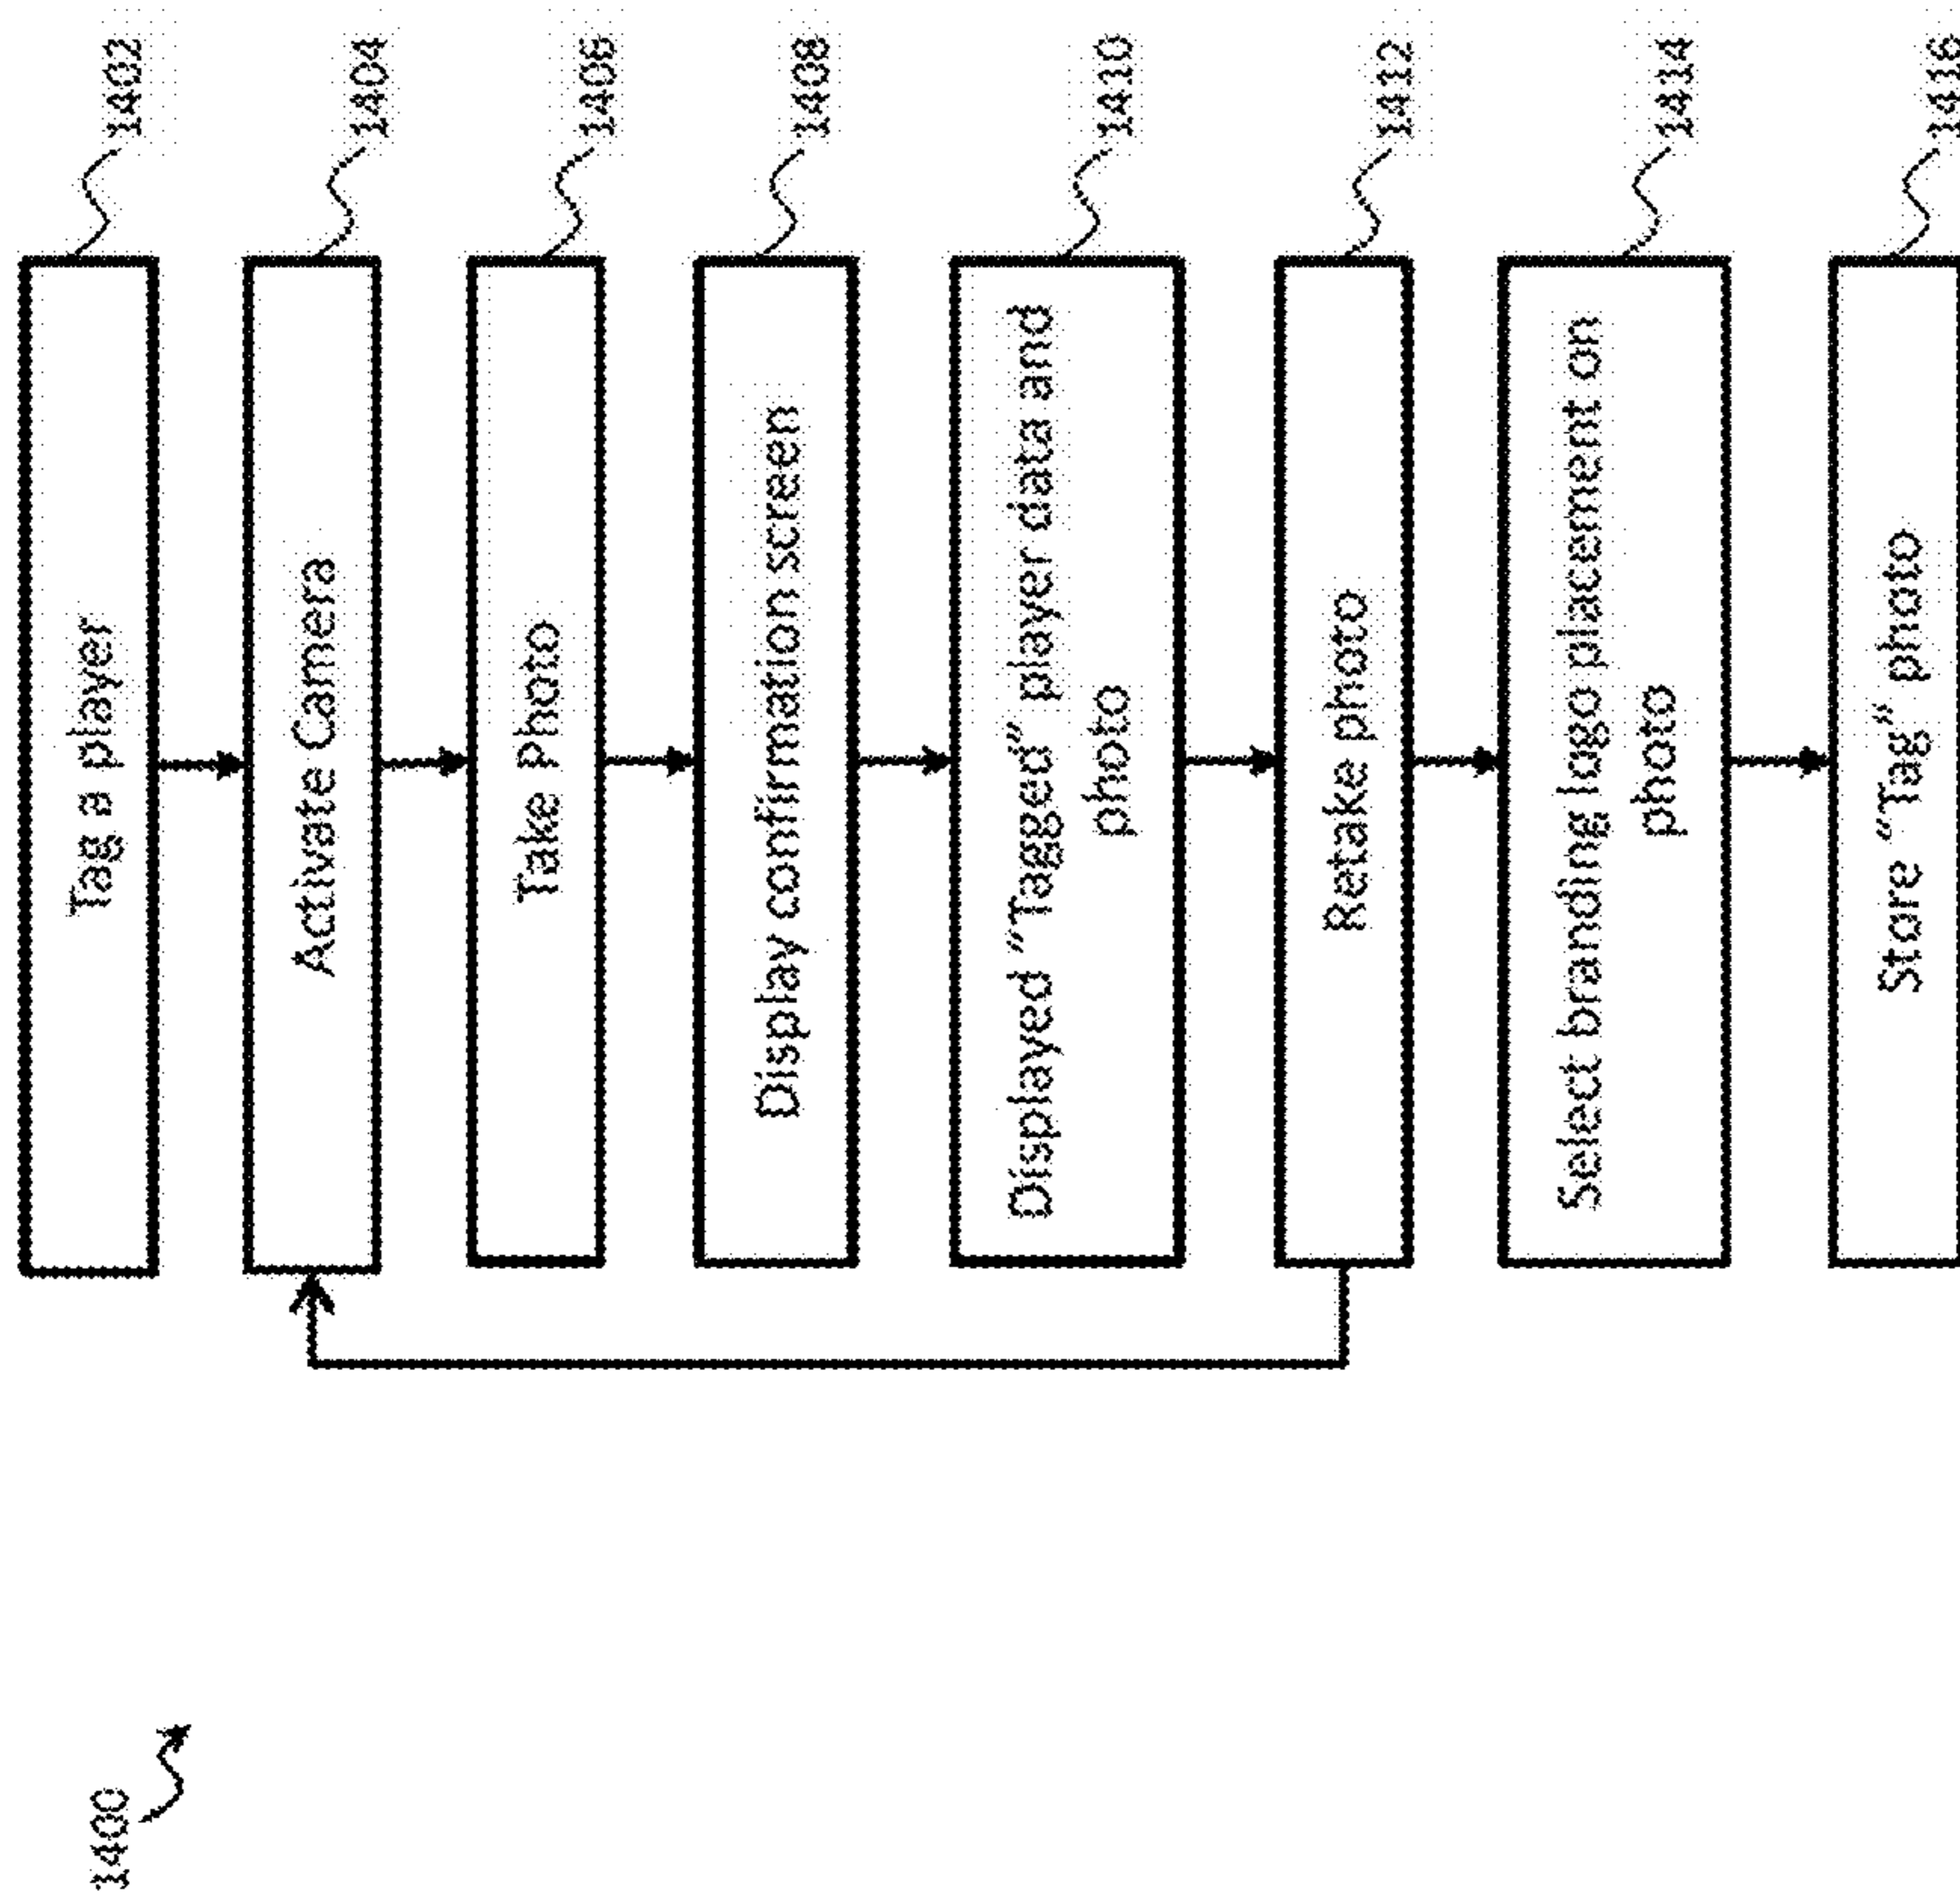 1400
Tag a player
1402
Activate Camera
1404
Take Photo
1406
Display confirmation screen
1408
Displayed “Tagged” player data and
photo
1410
Retake photo
1412
Select branding logo placement on
photo
1414
Store “Tag” photo
1416